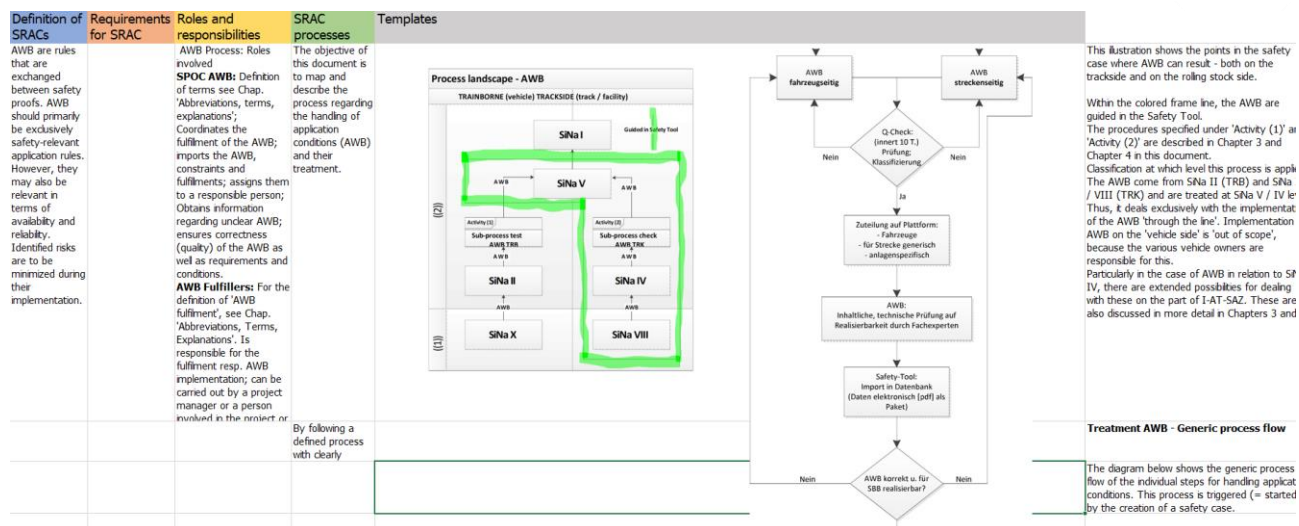 Definition of
SRACs
Requirements
for SRAC
Roles and
responsibilities
SRAC
processes
Templates
AWB are rules
that are
exchanged
between safety
proofs. AWB
should primarily
be exclusively
safety-relevant
application rules.
However, they
may also be
relevant in
terms of
availability and
reliability.
Identified risks
are to be
minimized during
their
implementation.
AWB Process: Roles
involved
SPOC AWB: Definition
of terms see Chap.
'Abbreviations, terms,
explanations';
Coordinates the
fulfilment of the AWB;
imports the AWB,
constraints and
fulfilments; assigns them
to a responsible person;
Obtains information
regarding unclear AWB;
ensures correctness
(quality) of the AWB as
well as requirements and
conditions.
AWB Fulfillers: For the
definition of 'AWB
fulfilment', see Chap.
'Abbreviations, Terms,
Explanations'. Is
responsible for the
fulfilment resp. AWB
implementation; can be
carried out by a project
manager or a person
involved in the project or
The objective of
this document is
to map and
describe the
process regarding
the handling of
application
conditions (AWB)
and their
treatment.
By following a
defined process
with clearly
Process landscape - AWB
TRAINBORNE (vehicle) TRACKSIDE (track / facility)
SiNa I
Guided in Safety Tool
SiNa V
AWB
AWB
((2))
Activity (1)
Sub-process test
AWB TRB
Activity (2)
Sub-process check
AWB TRK
AWB
AWB
SiNa II
SiNa IV
AWB
AWB
((1))
SiNa X
SiNa VIII
AWB
fahrzeugseitig
AWB
streckenseitig
Q-Check:
(innert 10 T.)
Prüfung;
Klassifizierung
Nein
Nein
Ja
Zuteilung auf Plattform:
- Fahrzeuge
- für Strecke generisch
- anlagenspezifisch
AWB:
Inhaltliche, technische Prüfung auf
Realisierbarkeit durch Fachexperten
Safety-Tool:
Import in Datenbank
(Daten elektronisch [pdf] als
Paket)
Nein
AWB korrekt u. für
SBB realisierbar?
Nein
This illustration shows the points in the safety
case where AWB can result - both on the
trackside and on the rolling stock side.
Within the colored frame line, the AWB are
guided in the Safety Tool.
The procedures specified under 'Activity (1)' an
'Activity (2)' are described in Chapter 3 and
Chapter 4 in this document.
Classification at which level this process is applie
The AWB come from SiNa II (TRB) and SiNa
/ VIII (TRK) and are treated at SiNa V / IV lev
Thus, it deals exclusively with the implementati
of the AWB 'through the line'. Implementation
AWB on the 'vehicle side' is 'out of scope',
because the various vehicle owners are
responsible for this.
Particularly in the case of AWB in relation to SiN
IV, there are extended possibilities for dealing
with these on the part of I-AT-SAZ. These are
also discussed in more detail in Chapters 3 and
Treatment AWB - Generic process flow
The diagram below shows the generic process
flow of the individual steps for handling applicat
conditions. This process is triggered (= started
by the creation of a safety case.